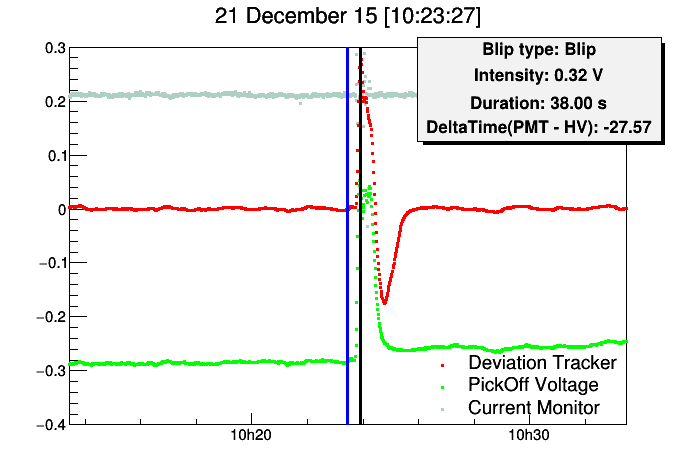 21 December 15 [10:23:27]
Blip type: Blip
Intensity: 0.32 V
Duration: 38.00 s
DeltaTime(PMT - HV): -27.57
0.3
0.2
0.1
0
−0.1
−0.2
−0.3
−0.4
Deviation Tracker
PickOff Voltage
Current Monitor
10h20
10h30